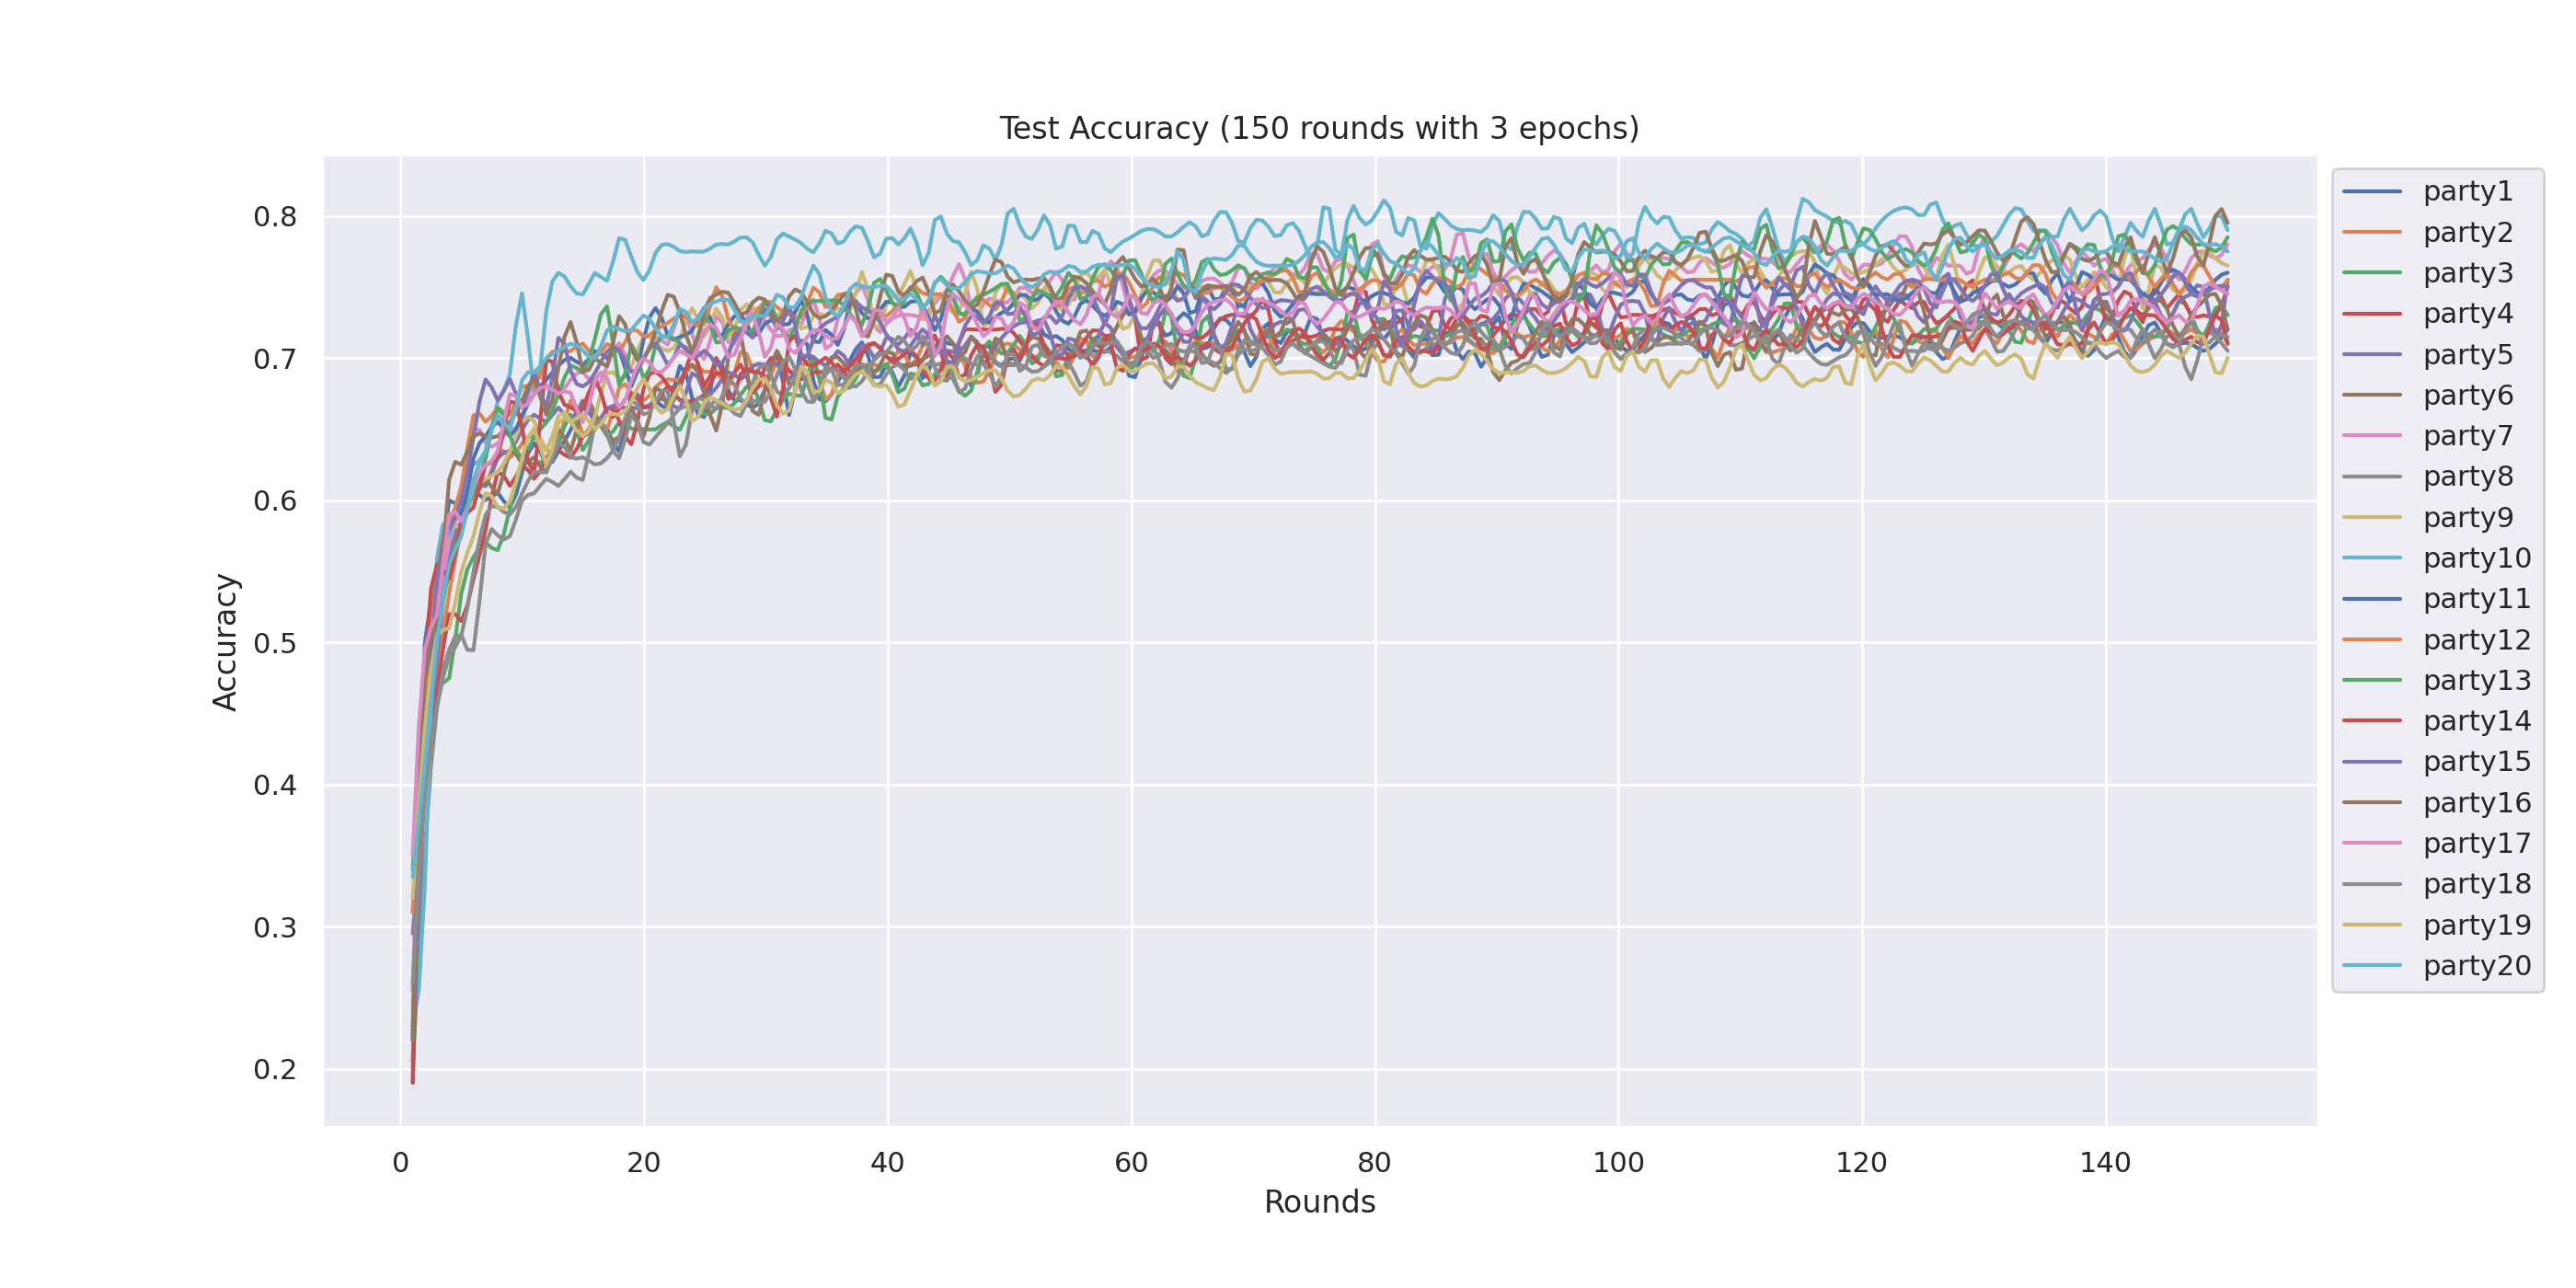 Test Accuracy (150 rounds with 3 epochs)
Accuracy
0.8
0.7
0.6
0.5
0.4
0.3
0.2
0 20 40 60 80 100 120 140
Rounds
party1
party2
party3
party4
party5
party6
party7
party8
party9
party10
party11
party12
party13
party14
party15
party16
party17
party18
party19
party20